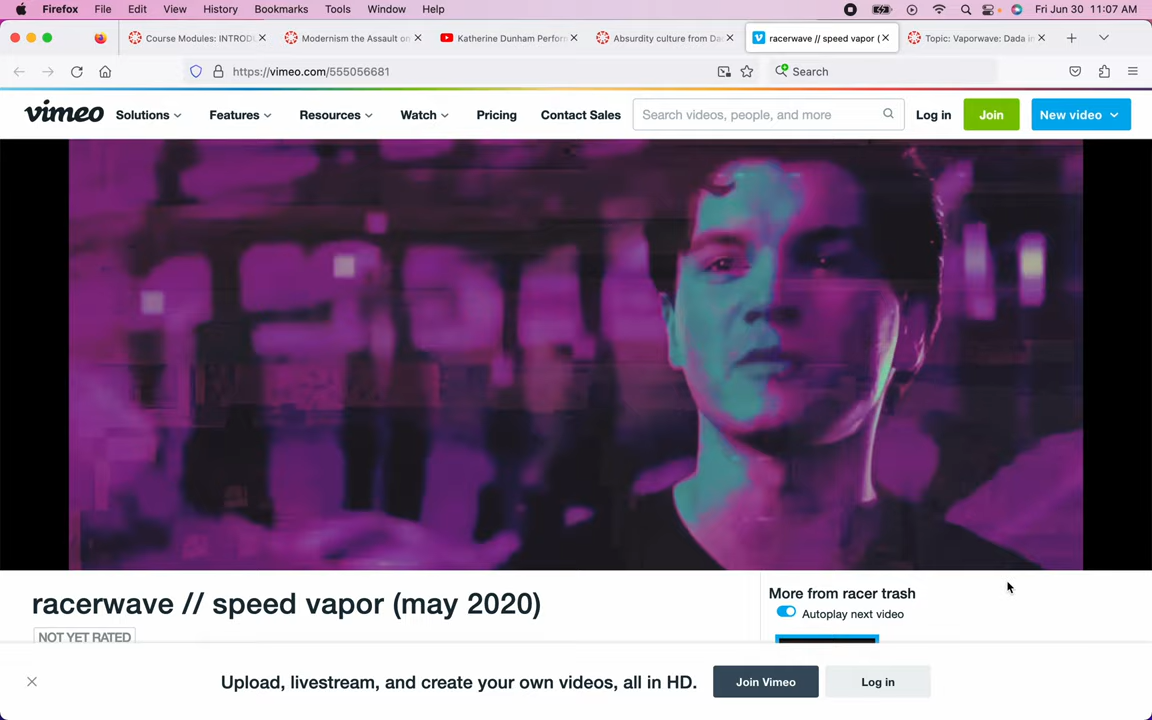 Firefox File Edit View History Bookmarks Tools Window Help Fri Jun 30 11:07 AM
Course Modules: INTRODU Modernism the Assault on Katherine Dunham Perfor Absurdity culture from Da racerwave // speed vapor ( Topic: Vaporwave: Dada in
https://vimeo.com/555056681 Search
vimeo Solutions Features Resources Watch Pricing Contact Sales Search videos, people, and more Log in Join New video
racerwave // speed vapor (may 2020)
NOT YET RATED
More from racer trash
Autoplay next video
Upload, livestream, and create your own videos, all in HD. Join Vimeo Log in